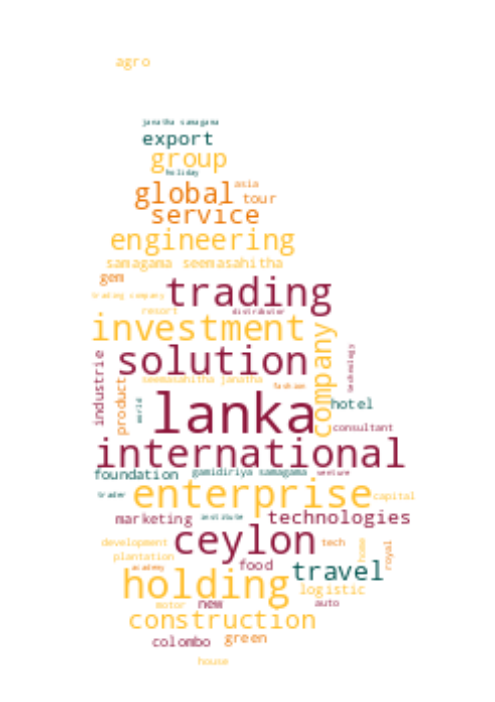 agro
janatha samagama
export
group
holiday
global asia
tour
service
engineering
samagama seemasahitha
gem
trading
trading company
resort distributor
investment
company
solution
industrie
technology
seemasahitha janatha
fashion
product
world
lanka
hotel
consultant
international
foundation gamidiriya samagama venture
enterprise
trader capital
marketing institute technologies
ceylon
development tech
home
royal
plantation
academy food
travel
holding
logistic
motor new auto
construction
colombo green
house